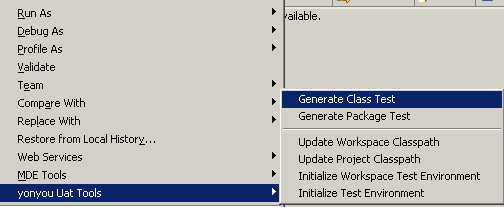 Run As
Debug As
Profile As
Validate
Team
Compare With
Replace With
Restore from Local History...
Web Services
MDE Tools
yonyou Uat Tools
vailable.
Generate Class Test
Generate Package Test
Update Workspace Classpath
Update Project Classpath
Initialize Workspace Test Environment
Initialize Test Environment